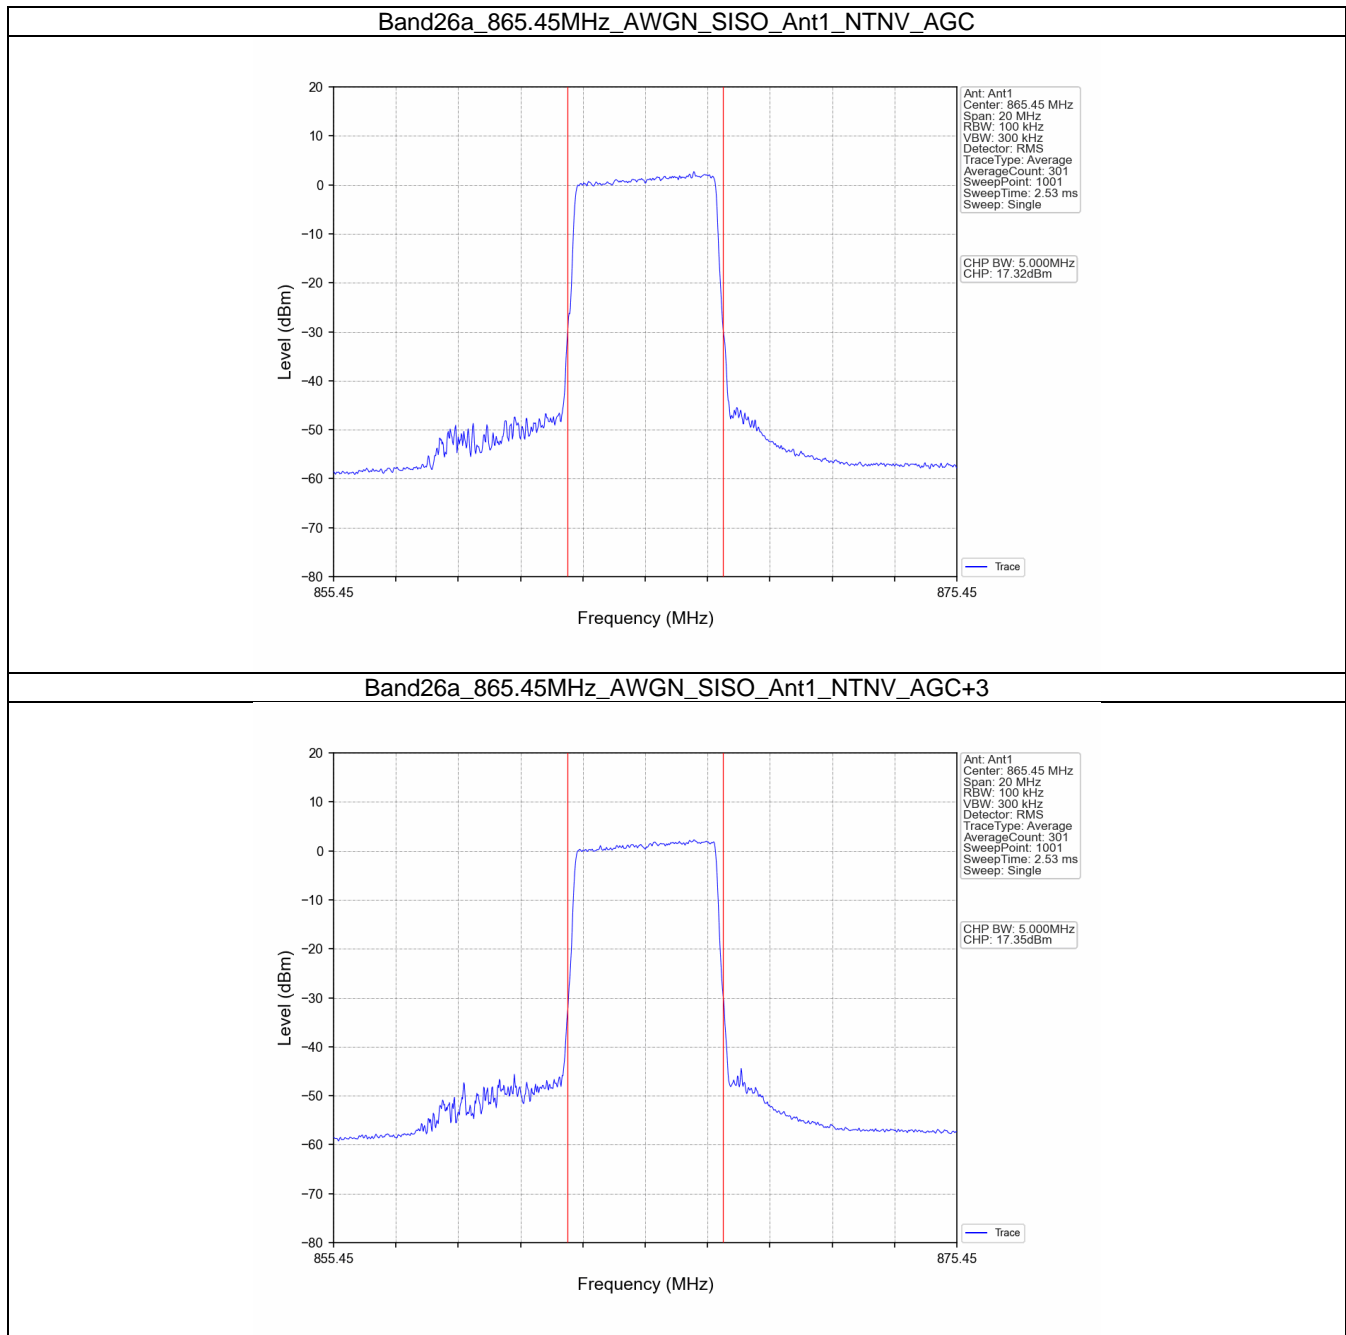 Band26a_865.45MHz_AWGN_SISO_Ant1_NTNV_AGC
20
10
0
−10
−20
−30
−40
−50
−60
−70
−80
Level (dBm)
855.45
875.45
Frequency (MHz)
Ant: Ant1
Center: 865.45 MHz
Span: 20 MHz
RBW: 100 kHz
VBW: 300 kHz
Detector: RMS
TraceType: Average
AverageCount: 301
SweepPoint: 1001
SweepTime: 2.53 ms
Sweep: Single
CHP BW: 5.000MHz
CHP: 17.32dBm
Trace
Band26a_865.45MHz_AWGN_SISO_Ant1_NTNV_AGC+3
20
10
0
−10
−20
−30
−40
−50
−60
−70
−80
Level (dBm)
855.45
875.45
Frequency (MHz)
Ant: Ant1
Center: 865.45 MHz
Span: 20 MHz
RBW: 100 kHz
VBW: 300 kHz
Detector: RMS
TraceType: Average
AverageCount: 301
SweepPoint: 1001
SweepTime: 2.53 ms
Sweep: Single
CHP BW: 5.000MHz
CHP: 17.35dBm
Trace